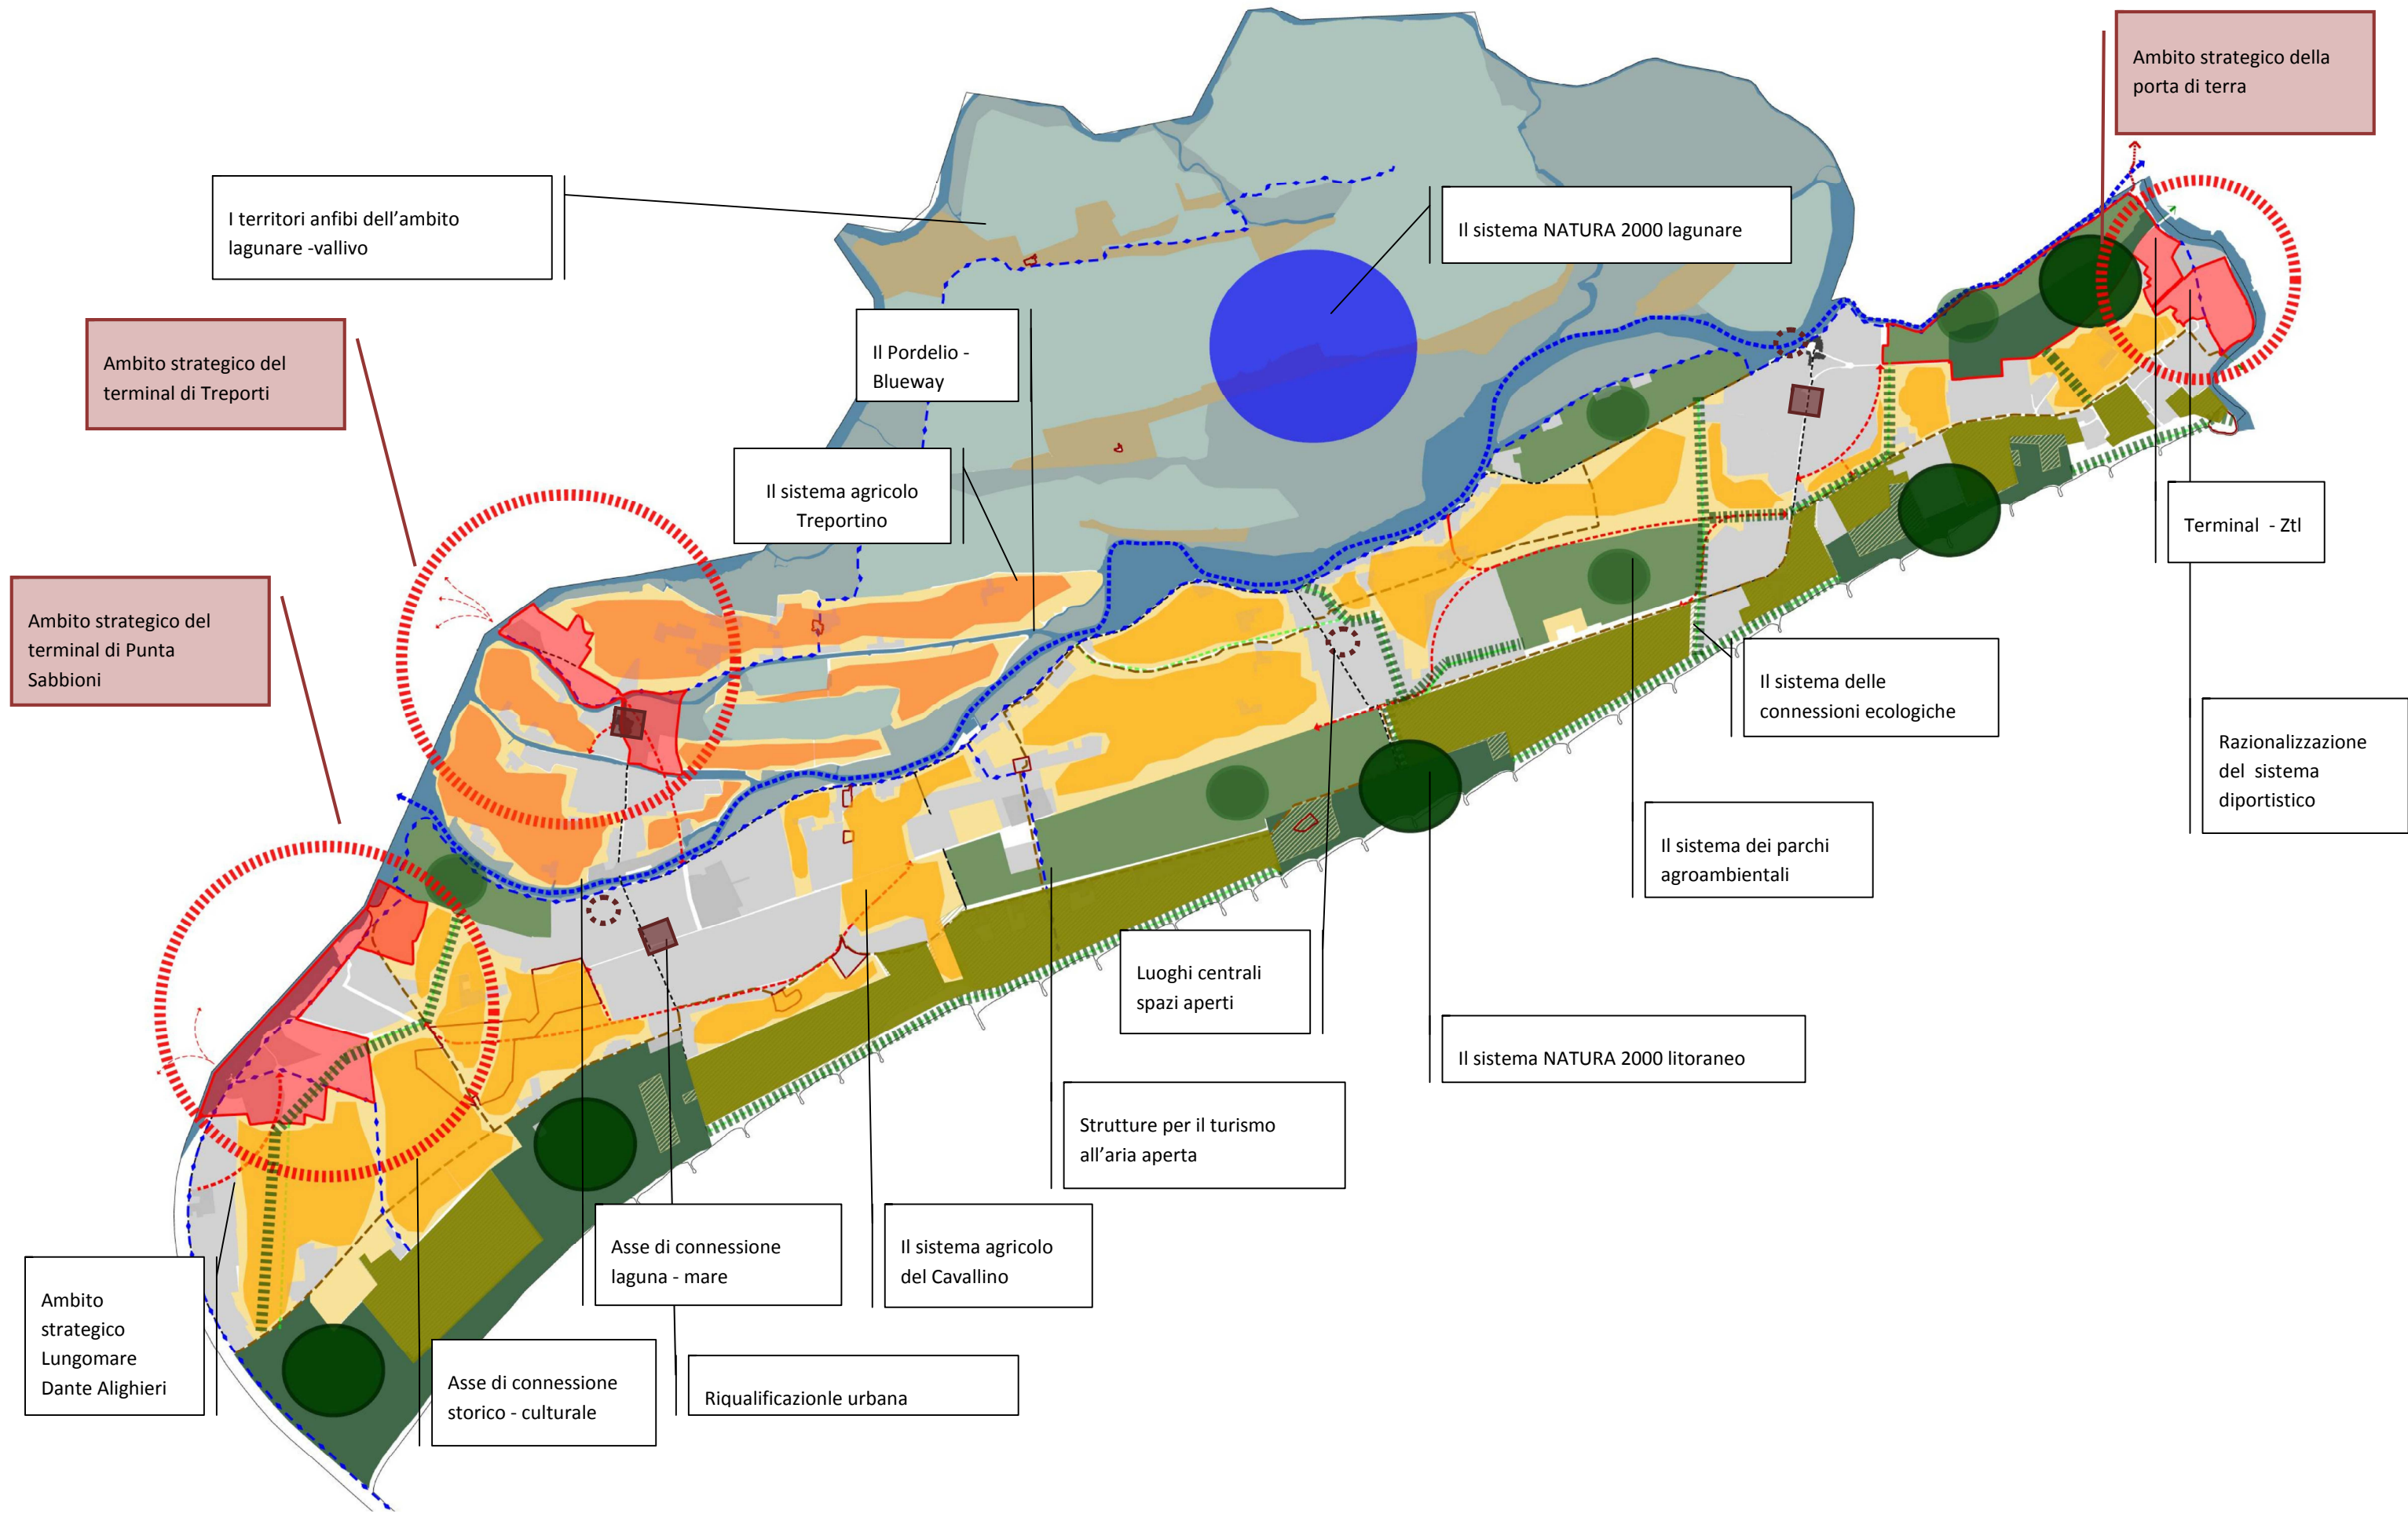 Ambito strategico della
porta di terra
I territori anfibi dell’ambito
lagunare -vallivo
Il sistema NATURA 2000 lagunare
Ambito strategico del
terminal di Treporti
Il Pordelio -
Blueway
Il sistema agricolo
Treportino
Terminal - Ztl
Ambito strategico del
terminal di Punta
Sabbioni
Il sistema delle
connessioni ecologiche
Razionalizzazione
del sistema
diportistico
Il sistema dei parchi
agroambientali
Luoghi centrali
spazi aperti
Il sistema NATURA 2000 litoraneo
Strutture per il turismo
all’aria aperta
Asse di connessione
laguna - mare
Il sistema agricolo
del Cavallino
Ambito
strategico
Lungomare
Dante Alighieri
Asse di connessione
storico - culturale
Riqualificazionle urbana